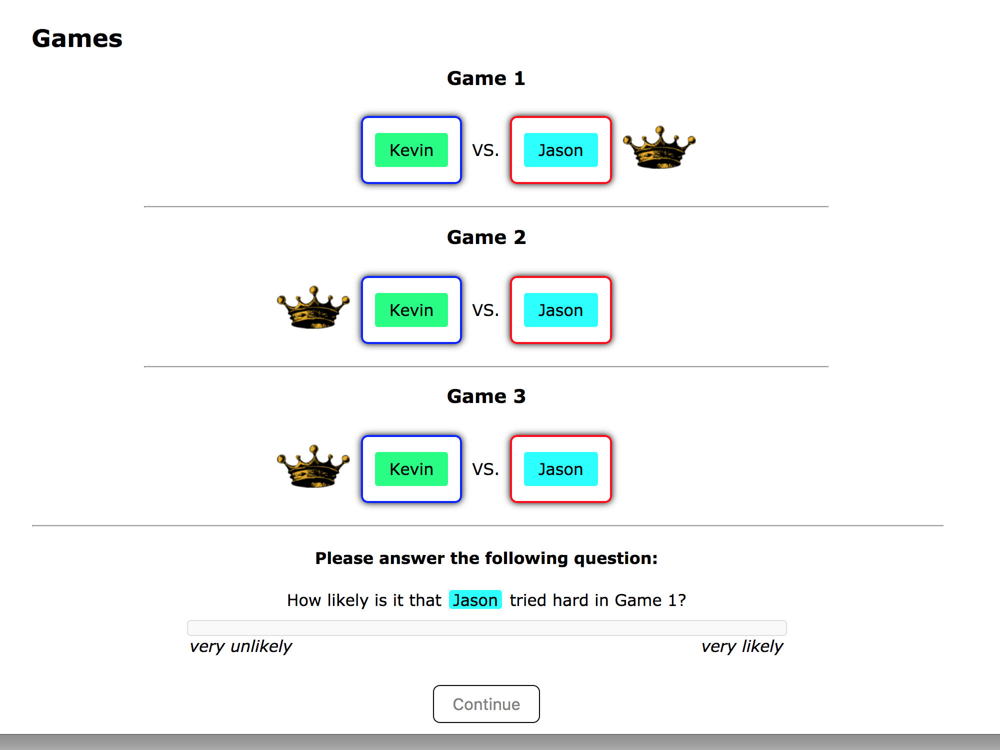 Games
Game 1
Kevin VS. Jason
Game 2
Kevin VS. Jason
Game 3
Kevin VS. Jason
Please answer the following question:
How likely is it that Jason tried hard in Game 1?
very unlikely very likely
Continue